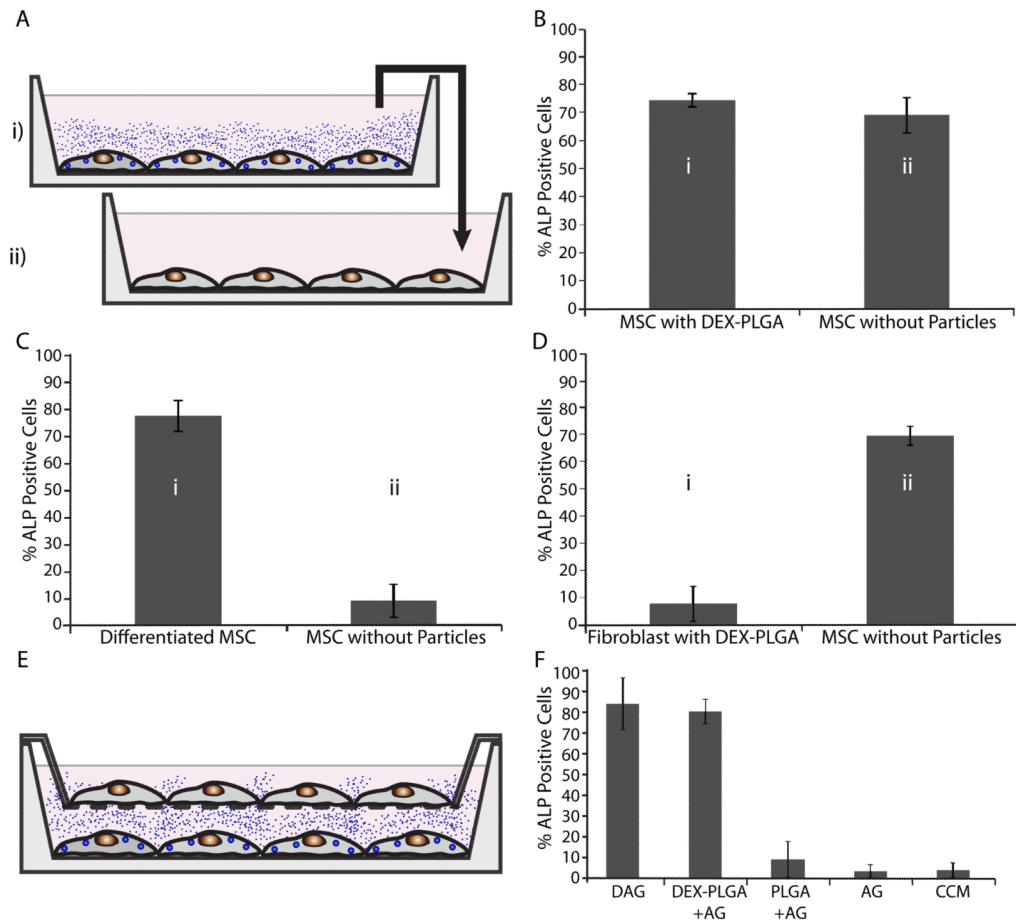 A
i)
ii)
B
% ALP Positive Cells
100
90
80
70
60
50
40
30
20
10
0
i
ii
MSC with DEX-PLGA
MSC without Particles
C
% ALP Positive Cells
100
90
80
70
60
50
40
30
20
10
0
i
ii
Differentiated MSC
MSC without Particles
D
% ALP Positive Cells
100
90
80
70
60
50
40
30
20
10
0
i
ii
Fibroblast with DEX-PLGA
MSC without Particles
E
F
% ALP Positive Cells
100
90
80
70
60
50
40
30
20
10
0
DAG
DEX-PLGA
+AG
PLGA
+AG
AG
CCM